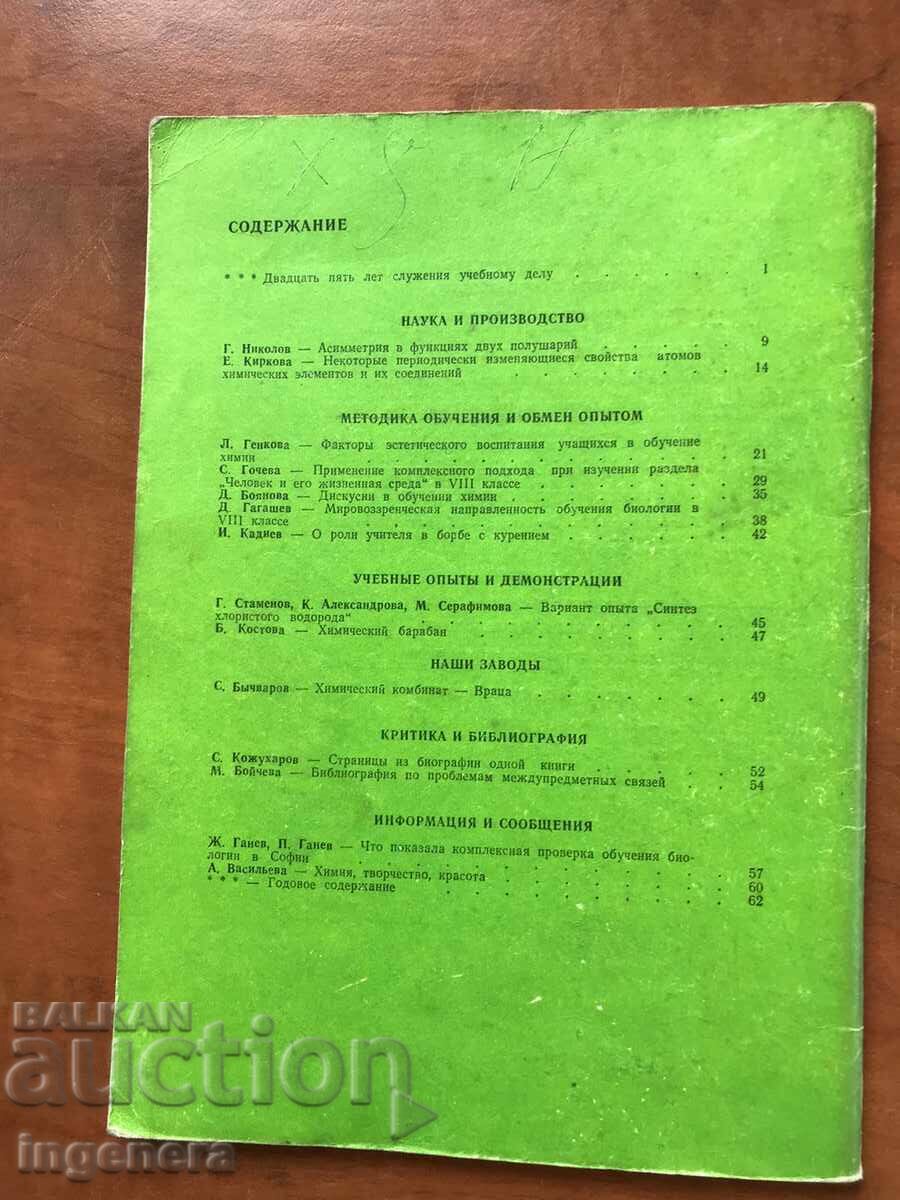 СОДЕРЖАНИЕ
* * * Двадцать пять лет служения учебному делу . . . . . . 1
НАУКА И ПРОИЗВОДСТВО
Г. Николов — Асимметрия в функциях двух полушарий . . . . . 9
Е. Киркова — Некоторые периодически изменяющиеся свойства атомов
химических элементов и их соединений . . . . . . . 14
МЕТОДИКА ОБУЧЕНИЯ И ОБМЕН ОПЫТОМ
Л. Генкова — Факторы эстетического воспитания учащихся в обучение
химии . . . . . . . . . . . . . 21
С. Гочева — Применение комплексного подхода при изучении раздела
„Человек и его жизненная среда“ в VIII классе . . . . . . 29
Д. Боянова — Дискусии в обучении химии . . . . . . . 35
Д. Гагашев — Мировоззренческая направленность обучения биологии в
VIII классе . . . . . . . . . . . . 38
И. Кадиев — О роли учителя в борбе с курением . . . . . . 42
УЧЕБНЫЕ ОПЫТЫ И ДЕМОНСТРАЦИИ
Г. Стаменов, К. Александрова, М. Серафимова — Вариант опыта „Синтез
хлористого водорода“ . . . . . . . . . . 45
Б. Костова — Химический барабан . . . . . . . . . 47
НАШИ ЗАВОДЫ
С. Бычваров — Химический комбинат — Враца . . . . . . . 49
КРИТИКА И БИБЛИОГРАФИЯ
С. Кожухаров — Страницы из биографии одной книги . . . . . 52
М. Бойчева — Библиография по проблемам междупредметных связей . . 54
ИНФОРМАЦИЯ И СООБЩЕНИЯ
Ж. Ганев, П. Ганев — Что показала комплексная проверка обучения био-
логии в Софии . . . . . . . . . . . . 57
А. Васильева — Химия, творчество, красота . . . . . . . 60
* * * — Годовое содержание . . . . . . . . . . 62
BALKAN
auction
ingenera